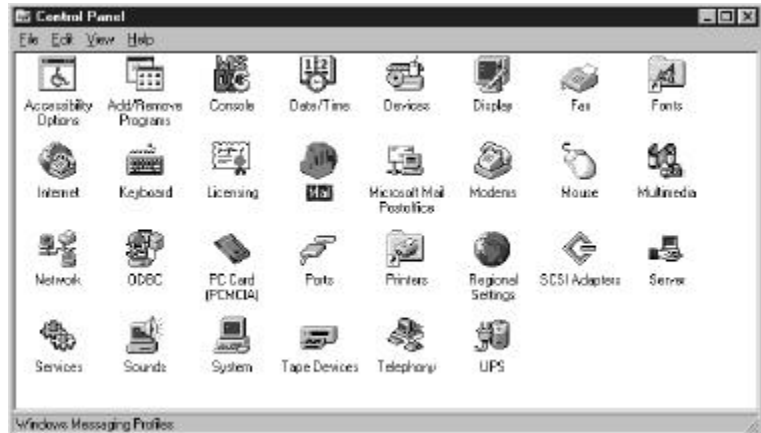 Control Panel
File Edit View Help
Accessibility Options
Add/Remove Programs
Console
Date/Time
Devices
Display
Fax
Fonts
Internet
Keyboard
Licensing
Mail
Microsoft Mail Postoffice
Modems
Mouse
Multimedia
Network
ODBC
PC Card (PCMCIA)
Ports
Printers
Regional Settings
SCSI Adapters
Server
Services
Sounds
System
Tape Devices
Telephony
UPS
Windows Messaging Profiles